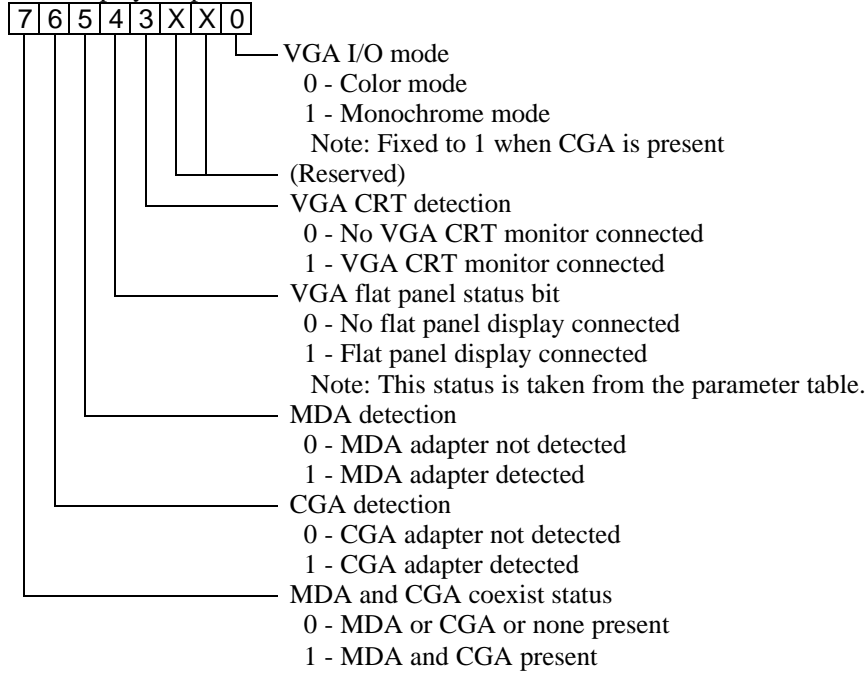 7 6 5 4 3 X X 0
VGA I/O mode
0 - Color mode
1 - Monochrome mode
Note: Fixed to 1 when CGA is present
(Reserved)
VGA CRT detection
0 - No VGA CRT monitor connected
1 - VGA CRT monitor connected
VGA flat panel status bit
0 - No flat panel display connected
1 - Flat panel display connected
Note: This status is taken from the parameter table.
MDA detection
0 - MDA adapter not detected
1 - MDA adapter detected
CGA detection
0 - CGA adapter not detected
1 - CGA adapter detected
MDA and CGA coexist status
0 - MDA or CGA or none present
1 - MDA and CGA present